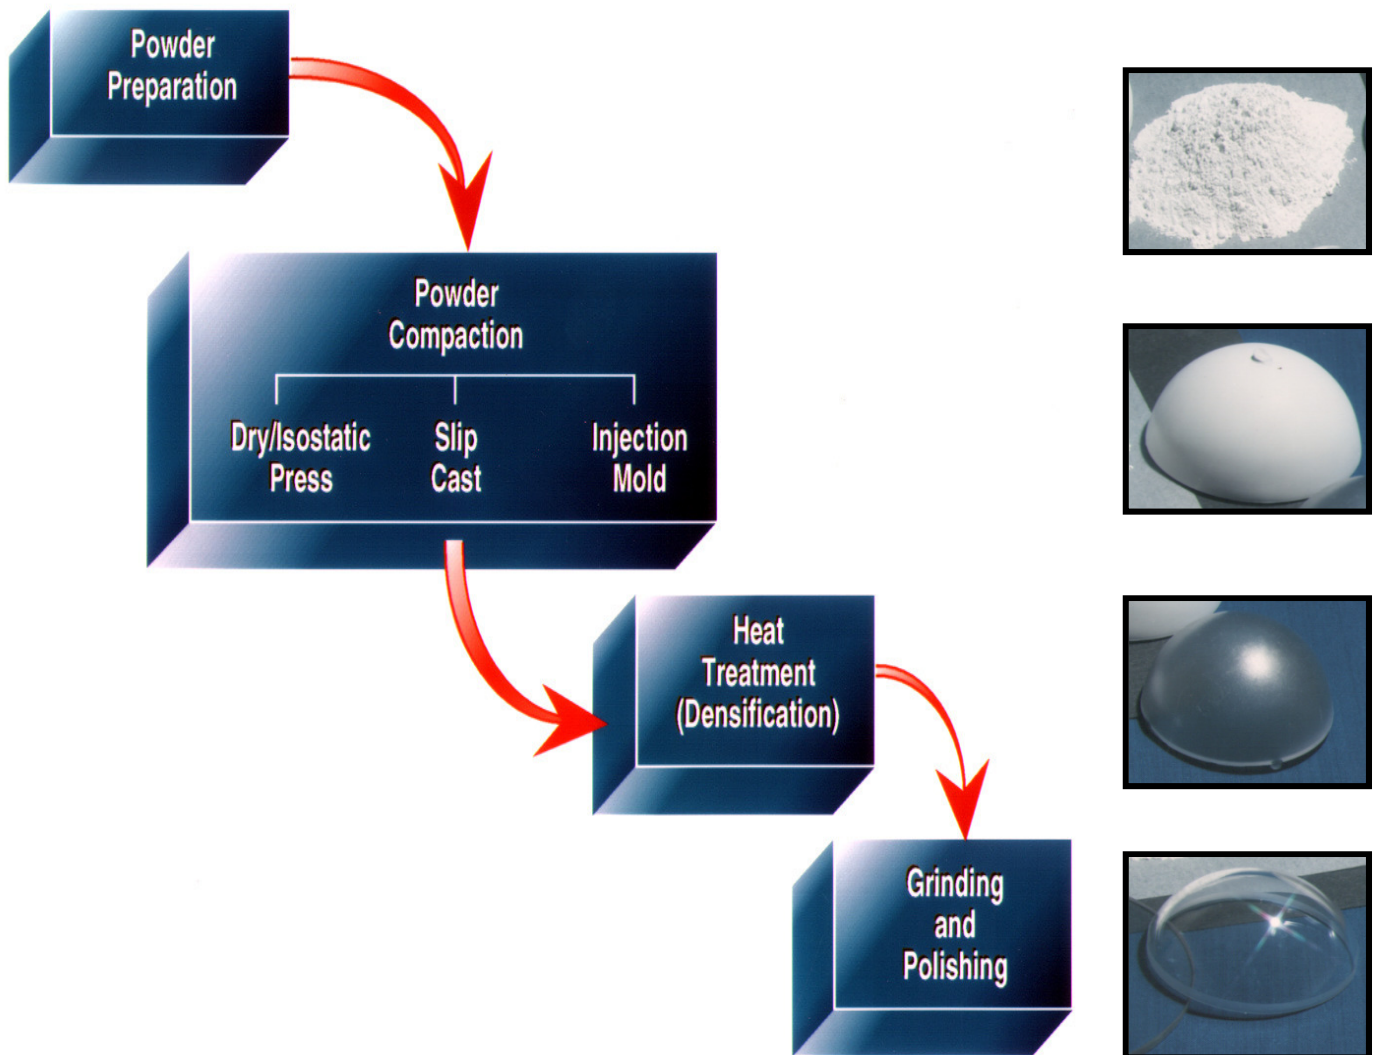 Powder
Preparation
Powder
Compaction
Dry/Isostatic
Press
Slip
Cast
Injection
Mold
Heat
Treatment
(Densification)
Grinding
and
Polishing